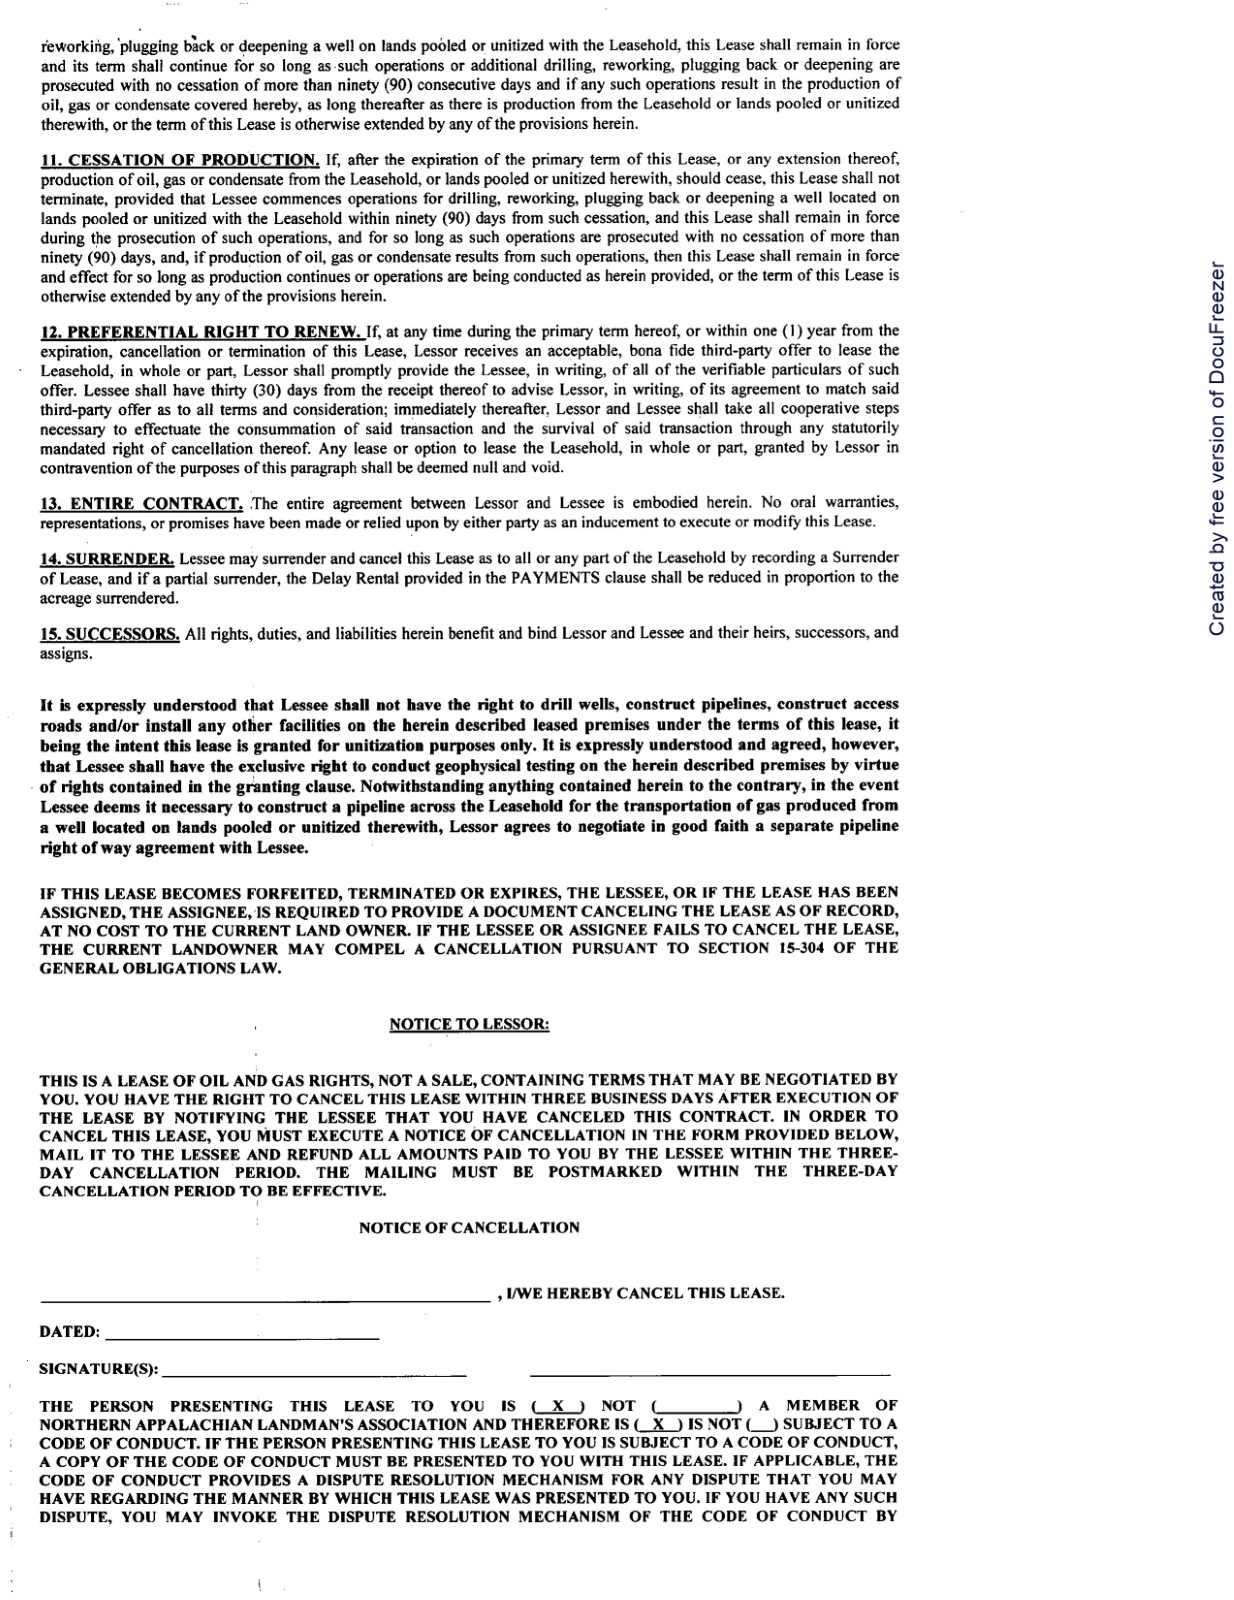 reworking, plugging back or deepening a well on lands pooled or unitized with the Leasehold, this Lease shall remain in force
and its term shall continue for so long as such operations or additional drilling, reworking, plugging back or deepening are
prosecuted with no cessation of more than ninety (90) consecutive days and if any such operations result in the production of
oil, gas or condensate covered hereby, as long thereafter as there is production from the Leasehold or lands pooled or unitized
therewith, or the term of this Lease is otherwise extended by any of the provisions herein.
11. CESSATION OF PRODUCTION. If, after the expiration of the primary term of this Lease, or any extension thereof,
production of oil, gas or condensate from the Leasehold, or lands pooled or unitized herewith, should cease, this Lease shall not
terminate, provided that Lessee commences operations for drilling, reworking, plugging back or deepening a well located on
lands pooled or unitized with the Leasehold within ninety (90) days from such cessation, and this Lease shall remain in force
during the prosecution of such operations, and for so long as such operations are prosecuted with no cessation of more than
ninety (90) days, and, if production of oil, gas or condensate results from such operations, then this Lease shall remain in force
and effect for so long as production continues or operations are being conducted as herein provided, or the term of this Lease is
otherwise extended by any of the provisions herein.
12. PREFERENTIAL RIGHT TO RENEW. If, at any time during the primary term hereof, or within one (1) year from the
expiration, cancellation or termination of this Lease, Lessor receives an acceptable, bona fide third-party offer to lease the
Leasehold, in whole or part, Lessor shall promptly provide the Lessee, in writing, of all of the verifiable particulars of such
offer. Lessee shall have thirty (30) days from the receipt thereof to advise Lessor, in writing, of its agreement to match said
third-party offer as to all terms and consideration; immediately thereafter, Lessor and Lessee shall take all cooperative steps
necessary to effectuate the consummation of said transaction and the survival of said transaction through any statutorily
mandated right of cancellation thereof. Any lease or option to lease the Leasehold, in whole or part, granted by Lessor in
contravention of the purposes of this paragraph shall be deemed null and void.
13. ENTIRE CONTRACT. The entire agreement between Lessor and Lessee is embodied herein. No oral warranties,
representations, or promises have been made or relied upon by either party as an inducement to execute or modify this Lease.
14. SURRENDER. Lessee may surrender and cancel this Lease as to all or any part of the Leasehold by recording a Surrender
of Lease, and if a partial surrender, the Delay Rental provided in the PAYMENTS clause shall be reduced in proportion to the
acreage surrendered.
15. SUCCESSORS. All rights, duties, and liabilities herein benefit and bind Lessor and Lessee and their heirs, successors, and
assigns.
It is expressly understood that Lessee shall not have the right to drill wells, construct pipelines, construct access
roads and/or install any other facilities on the herein described leased premises under the terms of this lease, it
being the intent this lease is granted for unitization purposes only. It is expressly understood and agreed, however,
that Lessee shall have the exclusive right to conduct geophysical testing on the herein described premises by virtue
of rights contained in the granting clause. Notwithstanding anything contained herein to the contrary, in the event
Lessee deems it necessary to construct a pipeline across the Leasehold for the transportation of gas produced from
a well located on lands pooled or unitized therewith, Lessor agrees to negotiate in good faith a separate pipeline
right of way agreement with Lessee.
IF THIS LEASE BECOMES FORFEITED, TERMINATED OR EXPIRES, THE LESSEE, OR IF THE LEASE HAS BEEN
ASSIGNED, THE ASSIGNEE, IS REQUIRED TO PROVIDE A DOCUMENT CANCELING THE LEASE AS OF RECORD,
AT NO COST TO THE CURRENT LAND OWNER. IF THE LESSEE OR ASSIGNEE FAILS TO CANCEL THE LEASE,
THE CURRENT LANDOWNER MAY COMPEL A CANCELLATION PURSUANT TO SECTION 15-304 OF THE
GENERAL OBLIGATIONS LAW.
NOTICE TO LESSOR:
THIS IS A LEASE OF OIL AND GAS RIGHTS, NOT A SALE, CONTAINING TERMS THAT MAY BE NEGOTIATED BY
YOU. YOU HAVE THE RIGHT TO CANCEL THIS LEASE WITHIN THREE BUSINESS DAYS AFTER EXECUTION OF
THE LEASE BY NOTIFYING THE LESSEE THAT YOU HAVE CANCELED THIS CONTRACT. IN ORDER TO
CANCEL THIS LEASE, YOU MUST EXECUTE A NOTICE OF CANCELLATION IN THE FORM PROVIDED BELOW,
MAIL IT TO THE LESSEE AND REFUND ALL AMOUNTS PAID TO YOU BY THE LESSEE WITHIN THE THREE-
DAY CANCELLATION PERIOD. THE MAILING MUST BE POSTMARKED WITHIN THE THREE-DAY
CANCELLATION PERIOD TO BE EFFECTIVE.
NOTICE OF CANCELLATION
, I/WE HEREBY CANCEL THIS LEASE.
DATED:
SIGNATURE(S):
THE PERSON PRESENTING THIS LEASE TO YOU IS ( X ) NOT (________) A MEMBER OF
NORTHERN APPALACHIAN LANDMAN'S ASSOCIATION AND THEREFORE IS ( X ) IS NOT (__) SUBJECT TO A
CODE OF CONDUCT. IF THE PERSON PRESENTING THIS LEASE TO YOU IS SUBJECT TO A CODE OF CONDUCT,
A COPY OF THE CODE OF CONDUCT MUST BE PRESENTED TO YOU WITH THIS LEASE. IF APPLICABLE, THE
CODE OF CONDUCT PROVIDES A DISPUTE RESOLUTION MECHANISM FOR ANY DISPUTE THAT YOU MAY
HAVE REGARDING THE MANNER BY WHICH THIS LEASE WAS PRESENTED TO YOU. IF YOU HAVE ANY SUCH
DISPUTE, YOU MAY INVOKE THE DISPUTE RESOLUTION MECHANISM OF THE CODE OF CONDUCT BY
Created by free version of DocuFreezer